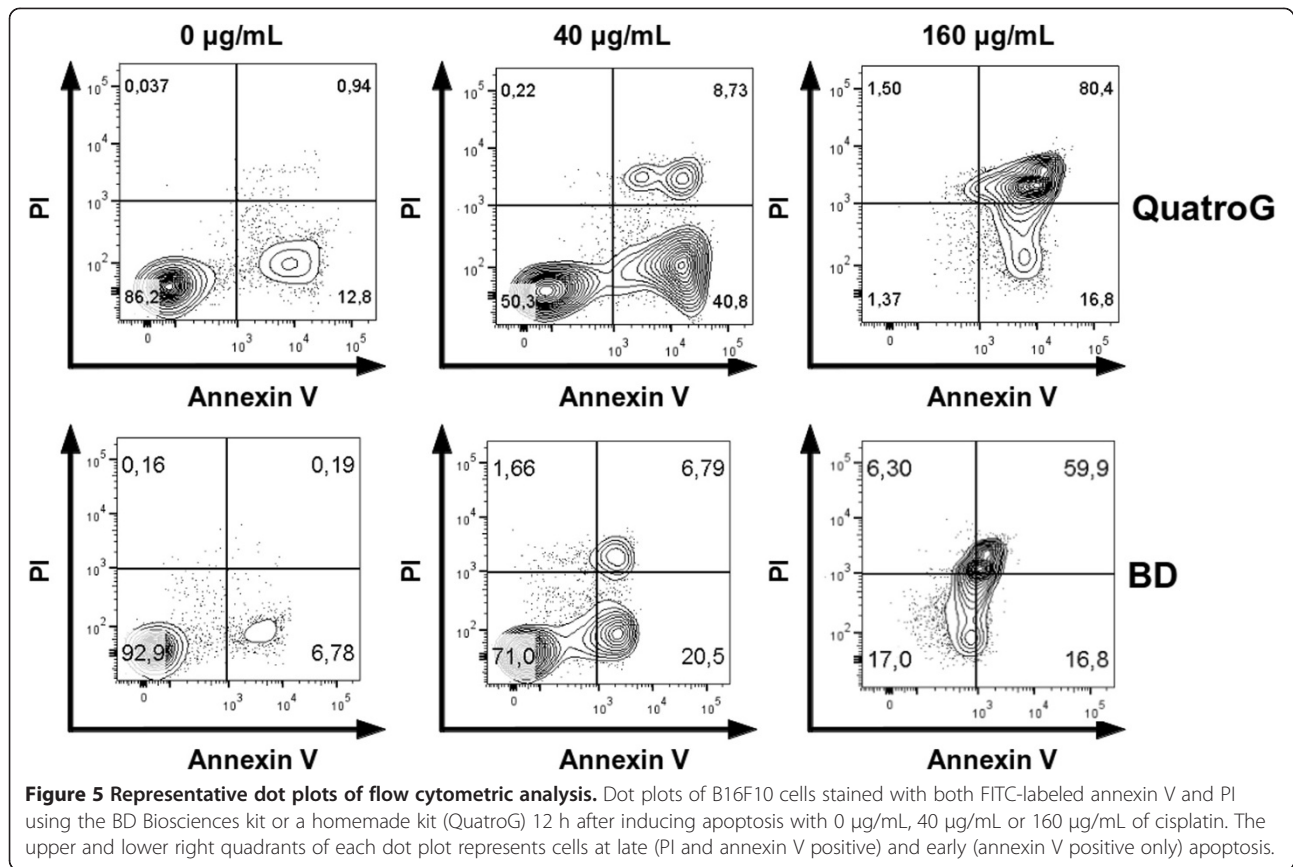 0 µg/mL 40 µg/mL 160 µg/mL
0,037 0,94
PI
10⁵
10⁴
10³
10²
86,2 12,8
0 10³ 10⁴ 10⁵
Annexin V
0,22 8,73
PI
10⁵
10⁴
10³
10²
50,3 40,8
0 10³ 10⁴ 10⁵
Annexin V
1,50 80,4
PI
10⁵
10⁴
10³
10²
1,37 16,8
0 10³ 10⁴ 10⁵
Annexin V
QuatroG
0,16 0,19
PI
10⁵
10⁴
10³
10²
92,9 6,78
0 10³ 10⁴ 10⁵
Annexin V
1,66 6,79
PI
10⁵
10⁴
10³
10²
71,0 20,5
0 10³ 10⁴ 10⁵
Annexin V
6,30 59,9
PI
10⁵
10⁴
10³
10²
17,0 16,8
0 10³ 10⁴ 10⁵
Annexin V
BD
Figure 5 Representative dot plots of flow cytometric analysis. Dot plots of B16F10 cells stained with both FITC-labeled annexin V and PI
using the BD Biosciences kit or a homemade kit (QuatroG) 12 h after inducing apoptosis with 0 µg/mL, 40 µg/mL or 160 µg/mL of cisplatin. The
upper and lower right quadrants of each dot plot represents cells at late (PI and annexin V positive) and early (annexin V positive only) apoptosis.